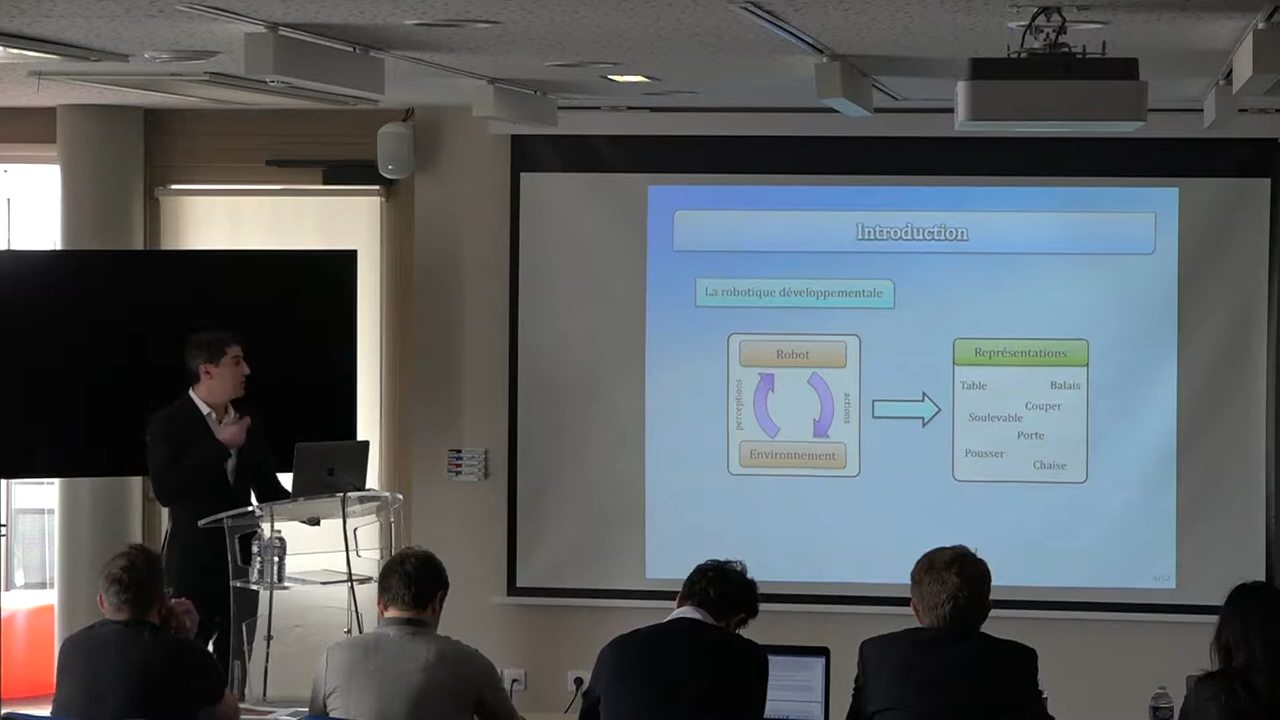 Introduction
La robotique développementale
Robot
perceptions
actions
Environnement
Représentations
Table
Balais
Couper
Soulevable
Porte
Pousser
Chaise